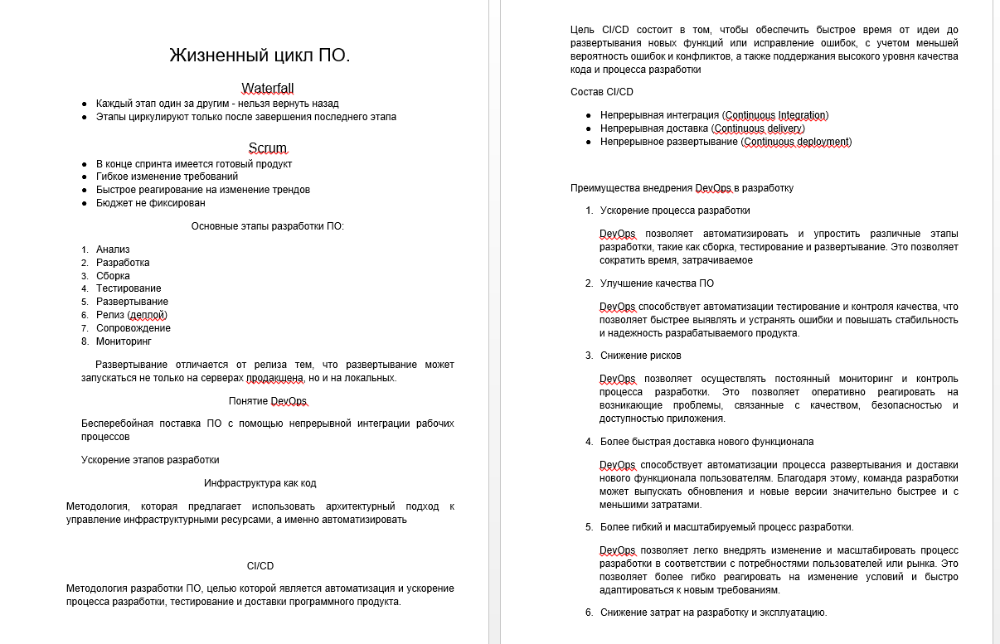 Жизненный цикл ПО.
Waterfall
● Каждый этап один за другим - нельзя вернуть назад
● Этапы циркулируют только после завершения последнего этапа
Scrum
● В конце спринта имеется готовый продукт
● Гибкое изменение требований
● Быстрое реагирование на изменение трендов
● Бюджет не фиксирован
Основные этапы разработки ПО:
1. Анализ
2. Разработка
3. Сборка
4. Тестирование
5. Развертывание
6. Релиз (деплой)
7. Сопровождение
8. Мониторинг
Развертывание отличается от релиза тем, что развертывание может
запускаться не только на серверах продакшена, но и на локальных.
Понятие DevOps
Бесперебойная поставка ПО с помощью непрерывной интеграции рабочих
процессов
Ускорение этапов разработки
Инфраструктура как код
Методология, которая предлагает использовать архитектурный подход к
управление инфраструктурными ресурсами, а именно автоматизировать
CI/CD
Методология разработки ПО, целью которой является автоматизация и ускорение
процесса разработки, тестирование и доставки программного продукта.
Цель CI/CD состоит в том, чтобы обеспечить быстрое время от идеи до
развертывания новых функций или исправление ошибок, с учетом меньшей
вероятность ошибок и конфликтов, а также поддержания высокого уровня качества
кода и процесса разработки
Состав CI/CD
● Непрерывная интеграция (Continuous Integration)
● Непрерывная доставка (Continuous delivery)
● Непрерывное развертывание (Continuous deployment)
Преимущества внедрения DevOps в разработку
1. Ускорение процесса разработки
DevOps позволяет автоматизировать и упростить различные этапы
разработки, такие как сборка, тестирование и развертывание. Это позволяет
сократить время, затрачиваемое
2. Улучшение качества ПО
DevOps способствует автоматизации тестирование и контроля качества, что
позволяет быстрее выявлять и устранять ошибки и повышать стабильность
и надежность разрабатываемого продукта.
3. Снижение рисков
DevOps позволяет осуществлять постоянный мониторинг и контроль
процесса разработки. Это позволяет оперативно реагировать на
возникающие проблемы, связанные с качеством, безопасностью и
доступностью приложения.
4. Более быстрая доставка нового функционала
DevOps способствует автоматизации процесса развертывания и доставки
нового функционала пользователям. Благодаря этому, команда разработки
может выпускать обновления и новые версии значительно быстрее и с
меньшими затратами.
5. Более гибкий и масштабируемый процесс разработки.
DevOps позволяет легко внедрять изменение и масштабировать процесс
разработки в соответствии с потребностями пользователей или рынка. Это
позволяет более гибко реагировать на изменение условий и быстро
адаптироваться к новым требованиям.
6. Снижение затрат на разработку и эксплуатацию.